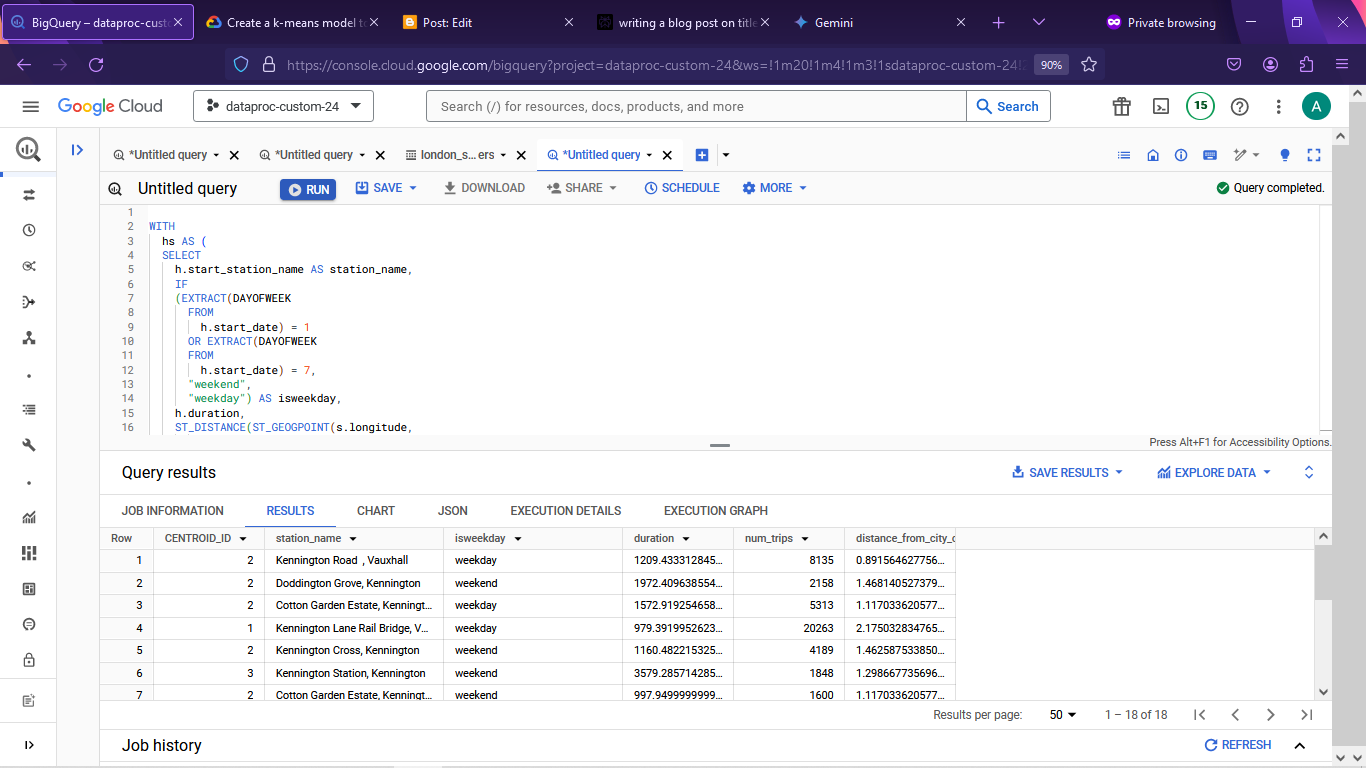 BigQuery – dataproc-cust
Create a k-means model t
Post: Edit
writing a blog post on title
Gemini
Private browsing
https://console.cloud.google.com/bigquery?project=dataproc-custom-24&ws=!1m20!1m4!1m3!1sdataproc-custom-24!
90%
Google Cloud
dataproc-custom-24
Search (/) for resources, docs, products, and more
Search
15
A
*Untitled query
*Untitled query
london_s...ers
*Untitled query
Untitled query
RUN
SAVE
DOWNLOAD
SHARE
SCHEDULE
MORE
Query completed.
1
2 WITH
3 hs AS (
4 SELECT
5 h.start_station_name AS station_name,
6 IF
7 (EXTRACT(DAYOFWEEK
8 FROM
9 h.start_date) = 1
10 OR EXTRACT(DAYOFWEEK
11 FROM
12 h.start_date) = 7,
13 "weekend",
14 "weekday") AS isweekday,
15 h.duration,
16 ST_DISTANCE(ST_GEOGPOINT(s.longitude,
Press Alt+F1 for Accessibility Options.
Query results
SAVE RESULTS
EXPLORE DATA
JOB INFORMATION
RESULTS
CHART
JSON
EXECUTION DETAILS
EXECUTION GRAPH
Row CENTROID_ID station_name isweekday duration num_trips distance_from_city_c
1 2 Kennington Road , Vauxhall weekday 1209.433312845... 8135 0.891564627756...
2 2 Doddington Grove, Kennington weekend 1972.409638554... 2158 1.468140527379...
3 2 Cotton Garden Estate, Kenningt... weekday 1572.919254658... 5313 1.117033620577...
4 1 Kennington Lane Rail Bridge, V... weekday 979.3919952623... 20263 2.175032834765...
5 2 Kennington Cross, Kennington weekend 1160.482215325... 4189 1.462587533850...
6 3 Kennington Station, Kennington weekend 3579.285714285... 1848 1.298667735696...
7 2 Cotton Garden Estate, Kenningt... weekend 997.9499999999... 1600 1.117033620577...
Results per page:
50
1 – 18 of 18
Job history
REFRESH